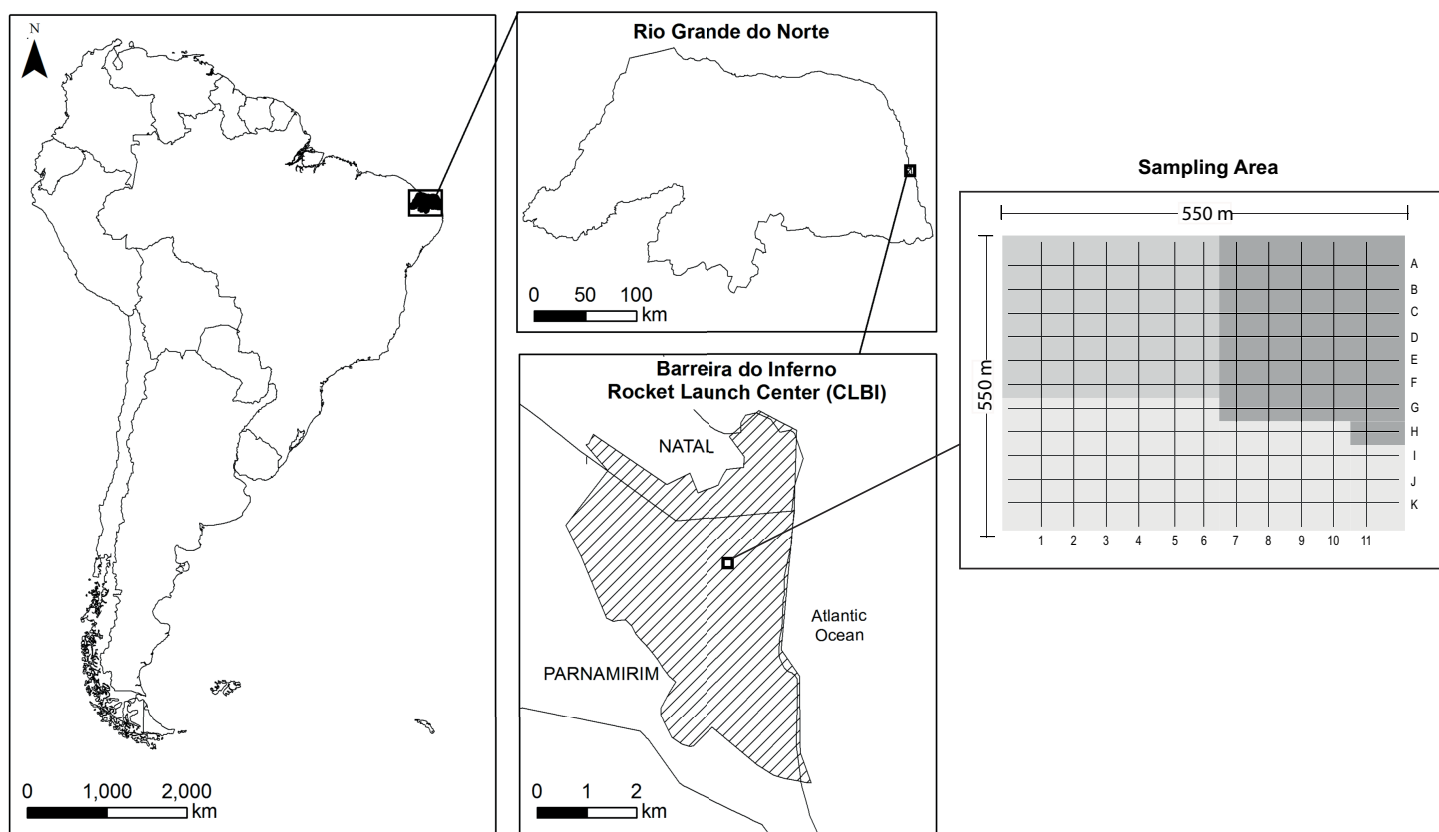 N
0 1,000 2,000
km
Rio Grande do Norte
0 50 100
km
Barreira do Inferno
Rocket Launch Center (CLBI)
NATAL
Atlantic
Ocean
PARNAMIRIM
0 1 2
km
Sampling Area
550 m
550 m
A
B
C
D
E
F
G
H
I
J
K
1 2 3 4 5 6 7 8 9 10 11